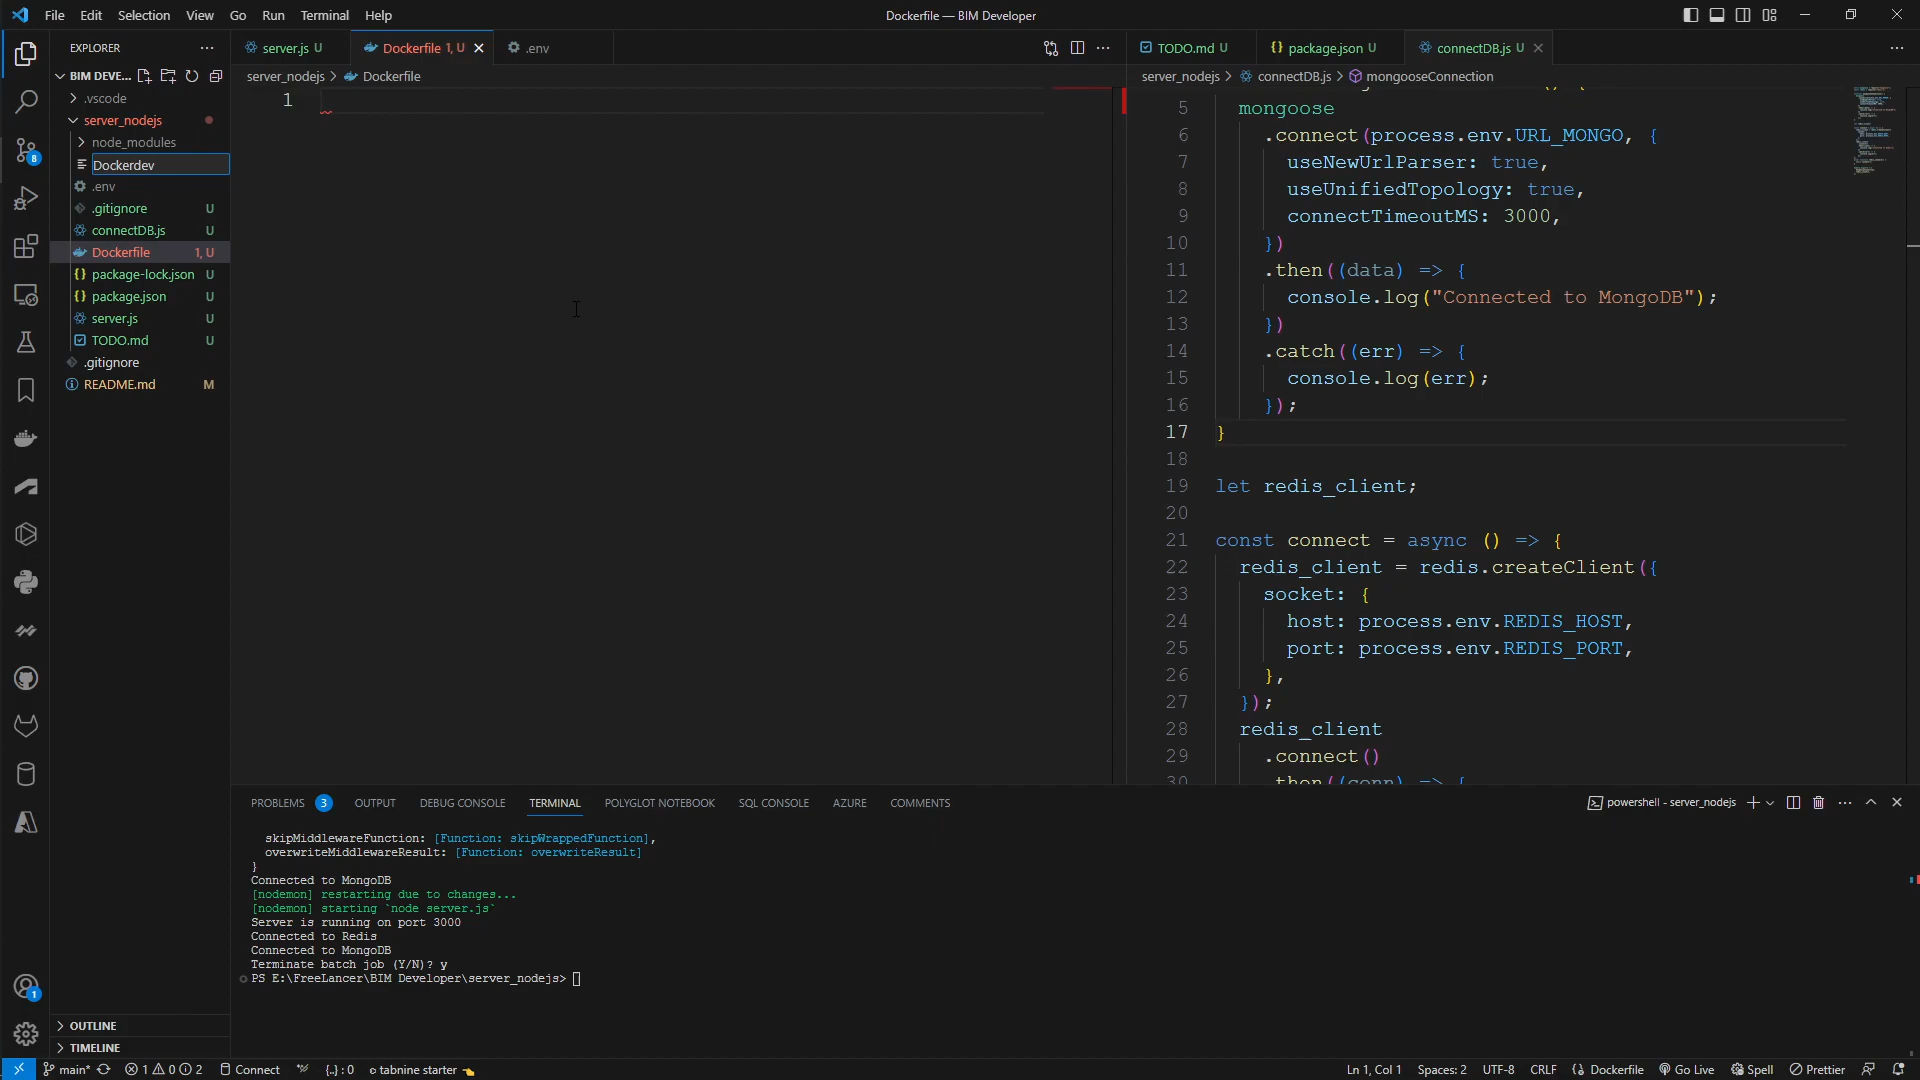 File Edit Selection View Go Run Terminal Help
Dockerfile — BIM Developer
EXPLORER
BIM DEVE...
.vscode
server_nodejs
node_modules
Dockerdev
.env
.gitignore U
connectDB.js U
Dockerfile 1, U
package-lock.json U
package.json U
server.js U
TODO.md U
.gitignore
README.md M
OUTLINE
TIMELINE
8
1
server.js U
Dockerfile 1, U
.env
server_nodejs > Dockerfile
1
TODO.md U
package.json U
connectDB.js U
server_nodejs > connectDB.js > mongooseConnection
5 mongoose
6 .connect(process.env.URL_MONGO, {
7 useNewUrlParser: true,
8 useUnifiedTopology: true,
9 connectTimeoutMS: 3000,
10 })
11 .then((data) => {
12 console.log("Connected to MongoDB");
13 })
14 .catch((err) => {
15 console.log(err);
16 });
17 }
18
19 let redis_client;
20
21 const connect = async () => {
22 redis_client = redis.createClient({
23 socket: {
24 host: process.env.REDIS_HOST,
25 port: process.env.REDIS_PORT,
26 },
27 });
28 redis_client
29 .connect()
30 .then((conn) => {
PROBLEMS 3 OUTPUT DEBUG CONSOLE TERMINAL POLYGLOT NOTEBOOK SQL CONSOLE AZURE COMMENTS
powershell - server_nodejs
skipMiddlewareFunction: [Function: skipWrappedFunction],
overwriteMiddlewareResult: [Function: overwriteResult]
}
Connected to MongoDB
[nodemon] restarting due to changes...
[nodemon] starting `node server.js`
Server is running on port 3000
Connected to Redis
Connected to MongoDB
Terminate batch job (Y/N)? y
PS E:\FreeLancer\BIM Developer\server_nodejs>
main* 1 0 2 Connect {..} : 0 tabnine starter
Ln 1, Col 1 Spaces: 2 UTF-8 CRLF Dockerfile Go Live Spell Prettier